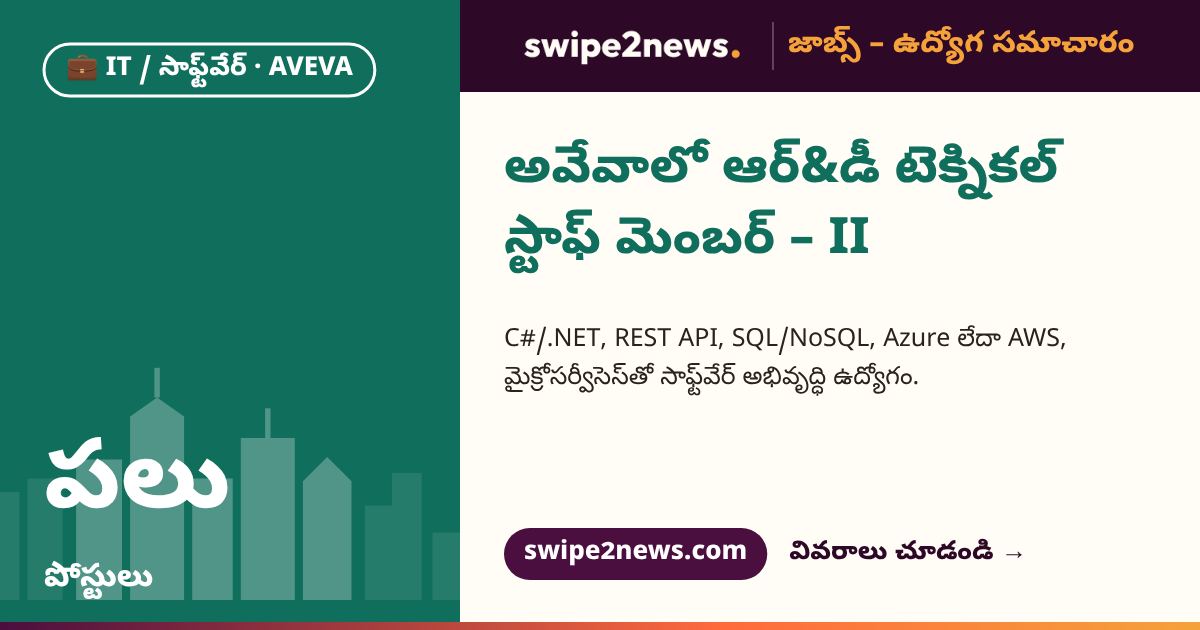 💼 IT / సాఫ్ట్‌వేర్ · AVEVA
swipe2news.
జాబ్స్ – ఉద్యోగ సమాచారం
అవేవాలో ఆర్&డీ టెక్నికల్
స్టాఫ్ మెంబర్ – II
C#/.NET, REST API, SQL/NoSQL, Azure లేదా AWS,
మైక్రోసర్వీసెస్‌తో సాఫ్ట్‌వేర్ అభివృద్ధి ఉద్యోగం.
పలు
పోస్టులు
swipe2news.com
వివరాలు చూడండి →